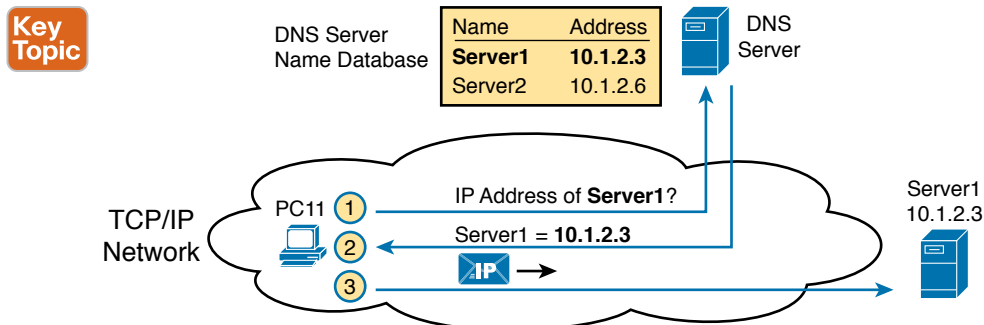 Key
Topic
DNS Server
Name Database
Name Address
Server1 10.1.2.3
Server2 10.1.2.6
DNS
Server
TCP/IP
Network
PC11
1
IP Address of Server1?
2
Server1 = 10.1.2.3
IP
3
Server1
10.1.2.3